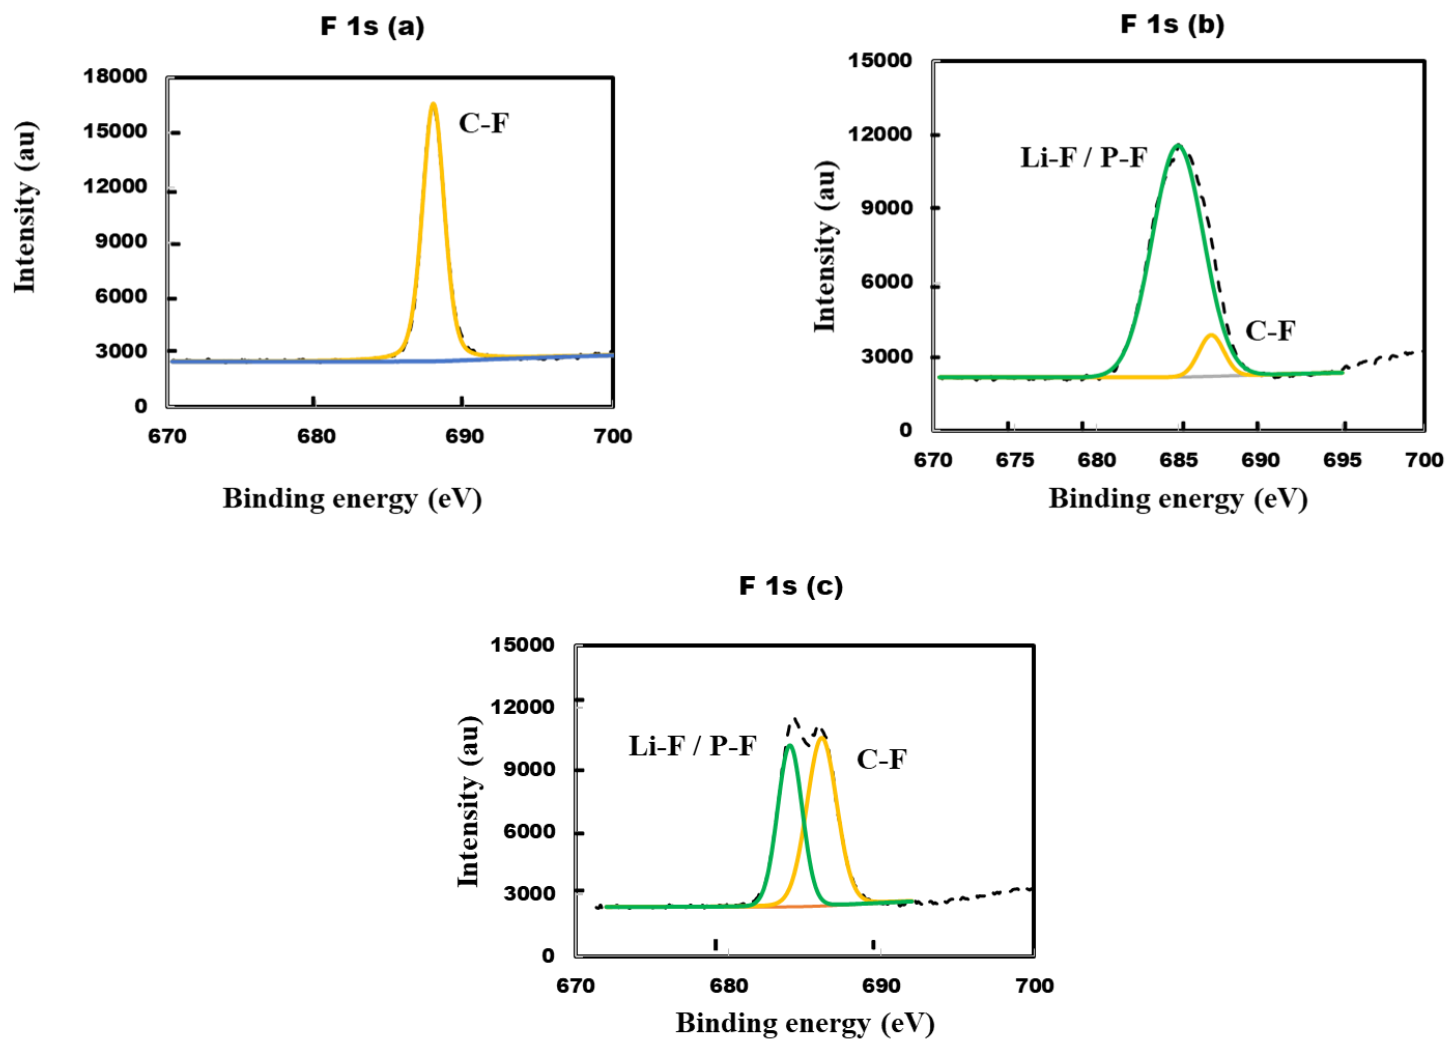 F 1s (a)
18000
15000
12000
9000
6000
3000
0
Intensity (au)
C-F
670 680 690 700
Binding energy (eV)
F 1s (b)
15000
12000
9000
6000
3000
0
Intensity (au)
Li-F / P-F
C-F
670 675 680 685 690 695 700
Binding energy (eV)
F 1s (c)
15000
12000
9000
6000
3000
0
Intensity (au)
Li-F / P-F
C-F
670 680 690 700
Binding energy (eV)